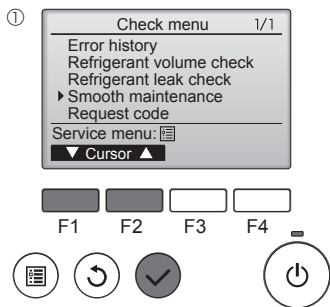 ①
Check menu 1/1
Error history
Refrigerant volume check
Refrigerant leak check
Smooth maintenance
Request code
Service menu:
▼ Cursor ▲
F1 F2 F3 F4